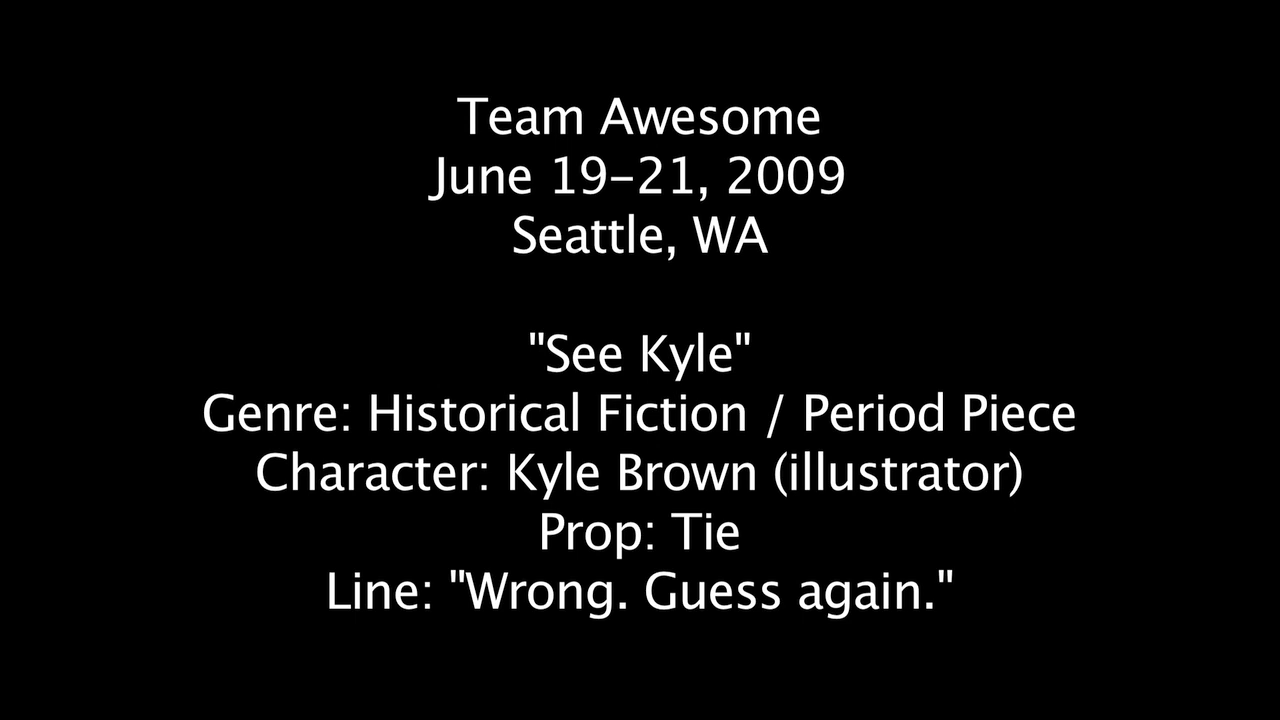 Team Awesome
June 19–21, 2009
Seattle, WA
"See Kyle"
Genre: Historical Fiction / Period Piece
Character: Kyle Brown (illustrator)
Prop: Tie
Line: "Wrong. Guess again."